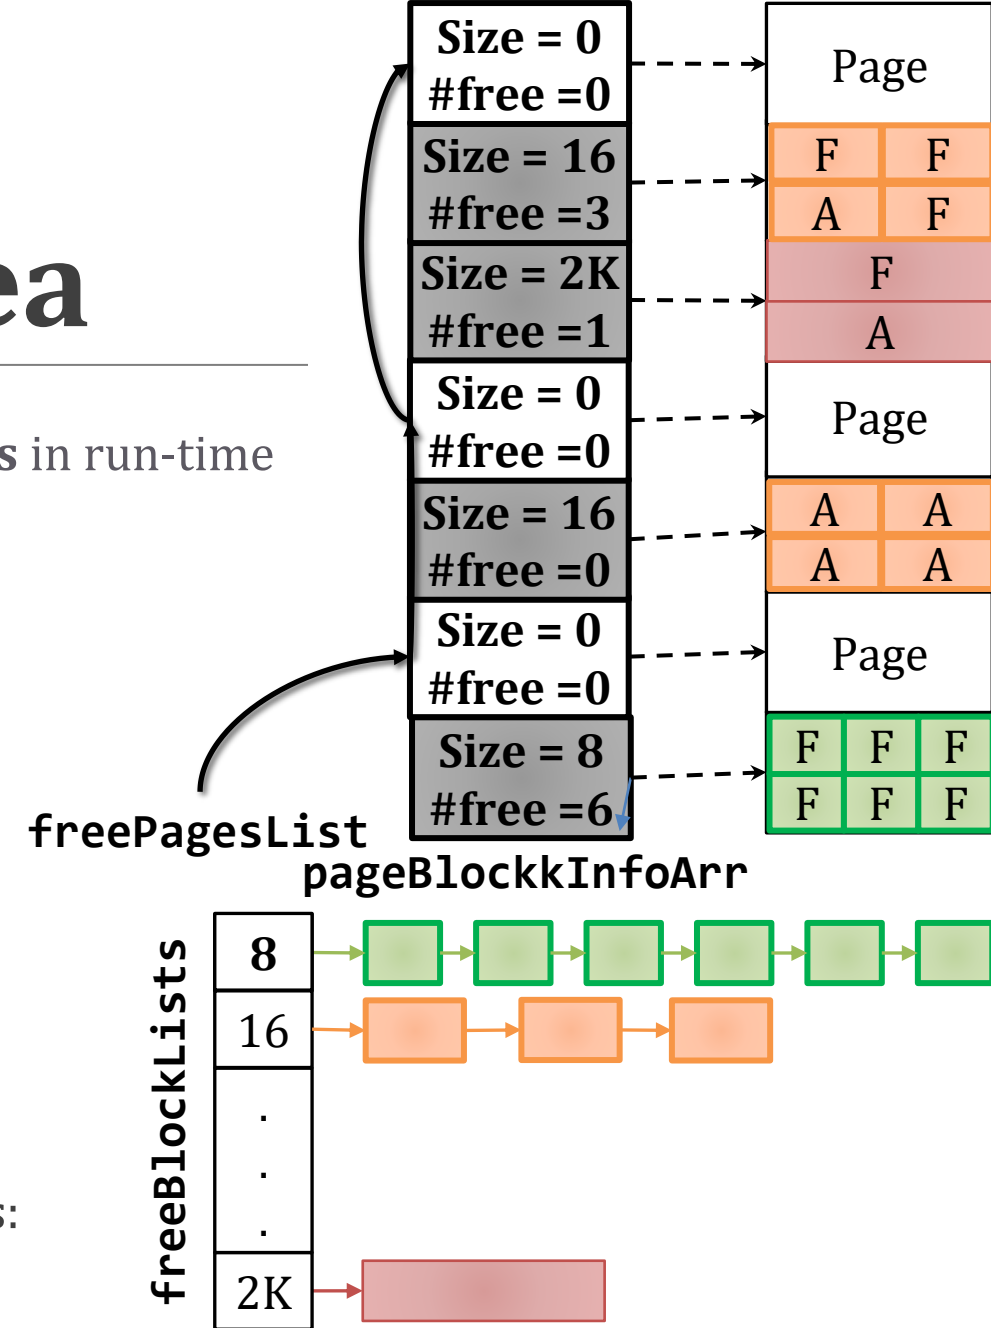 Size = 0
#free =0
Page
Size = 16
#free =3
F F
A F
Size = 2K
#free =1
F
A
ea
Size = 0
#free =0
Page
s in run-time
Size = 16
#free =0
A A
A A
Size = 0
#free =0
Page
Size = 8
#free =6
F F F
F F F
freePagesList
pageBlockkInfoArr
freeBlockLists
8
16
.
.
.
2K
s: